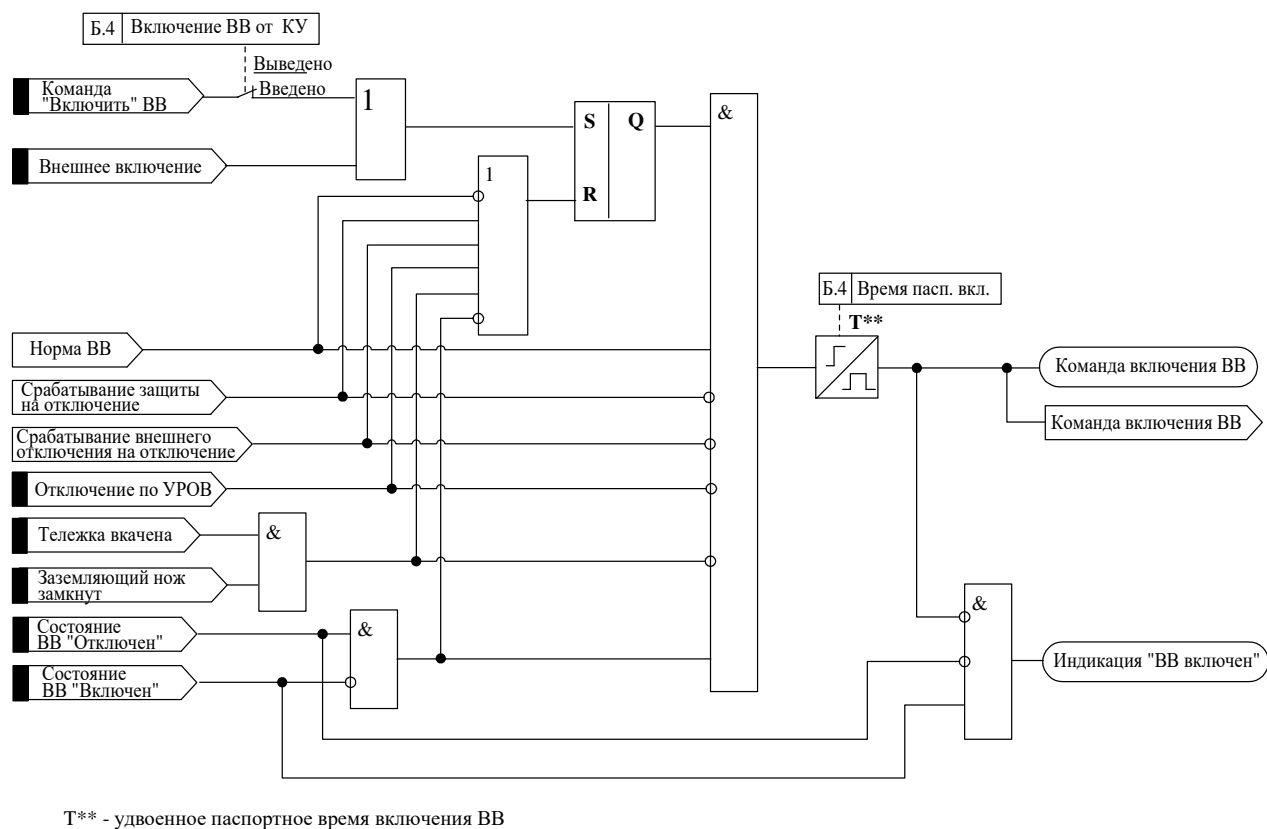 Б.4 Включение ВВ от КУ
Выведено
Введено
Команда
"Включить" ВВ
1
Внешнее включение
S Q
R
1
&
Б.4 Время пасп. вкл.
T**
Норма ВВ
Срабатывание защиты
на отключение
Срабатывание внешнего
отключения на отключение
Отключение по УРОВ
Тележка вкачена
&
Заземляющий нож
замкнут
Состояние
ВВ "Отключен"
&
Состояние
ВВ "Включен"
Команда включения ВВ
Команда включения ВВ
&
Индикация "ВВ включен"
T** - удвоенное паспортное время включения ВВ